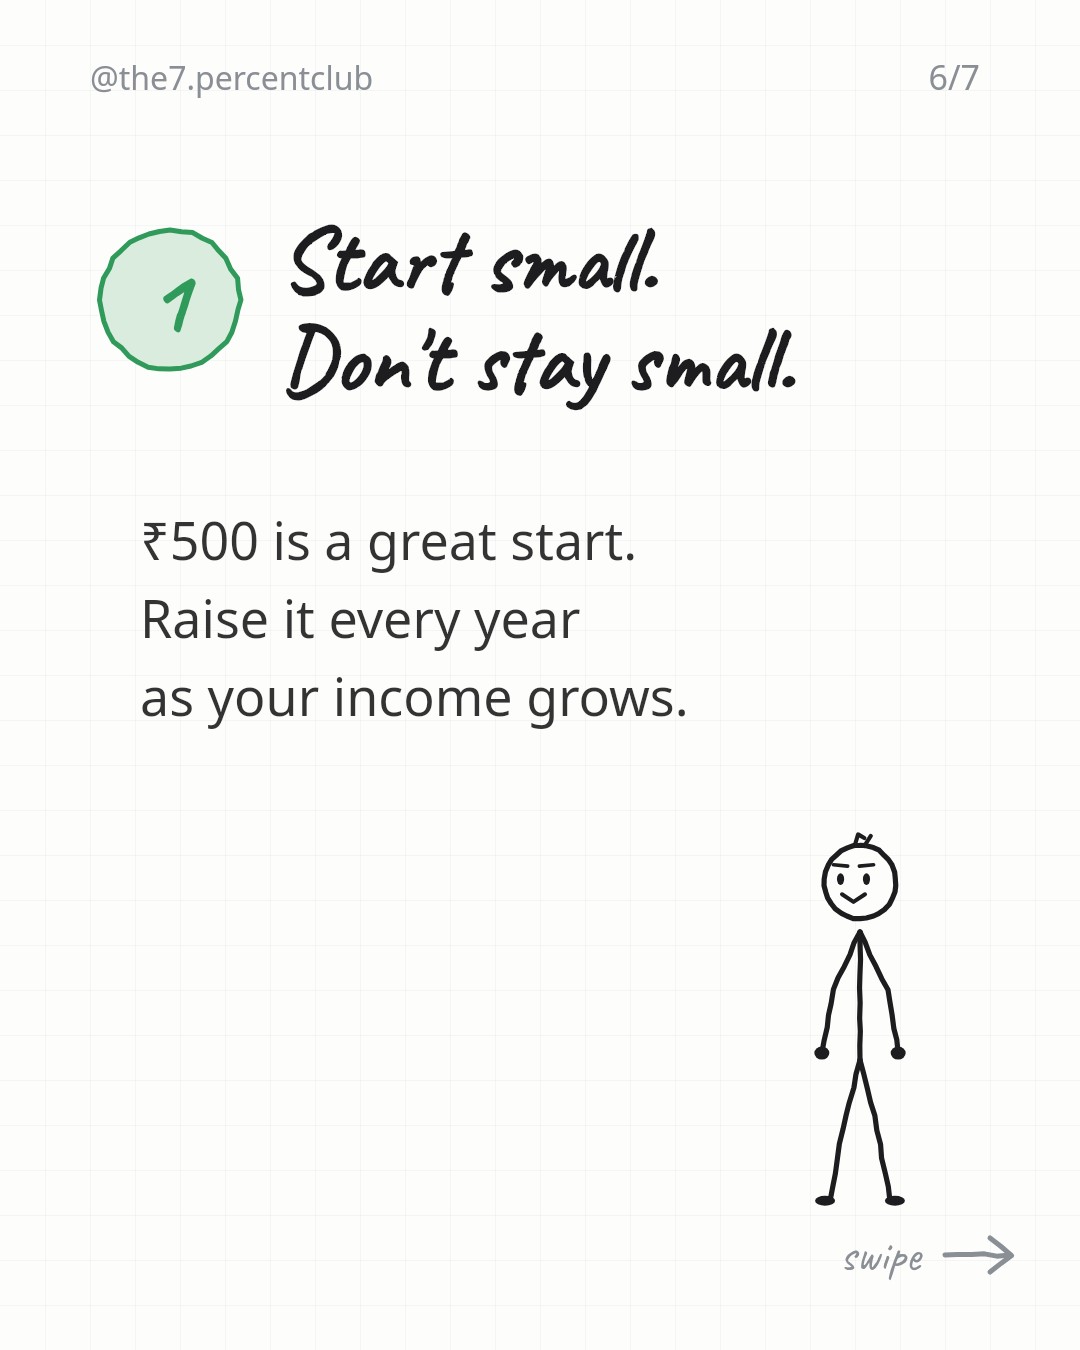 @the7.percentclub
6/7
1
Start small.
Don't stay small.
₹500 is a great start.
Raise it every year
as your income grows.
swipe